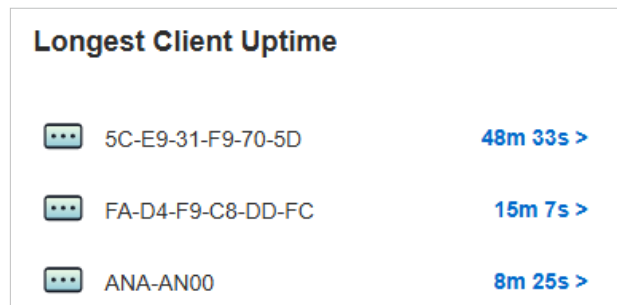 Longest Client Uptime
5C-E9-31-F9-70-5D 48m 33s >
FA-D4-F9-C8-DD-FC 15m 7s >
ANA-AN00 8m 25s >